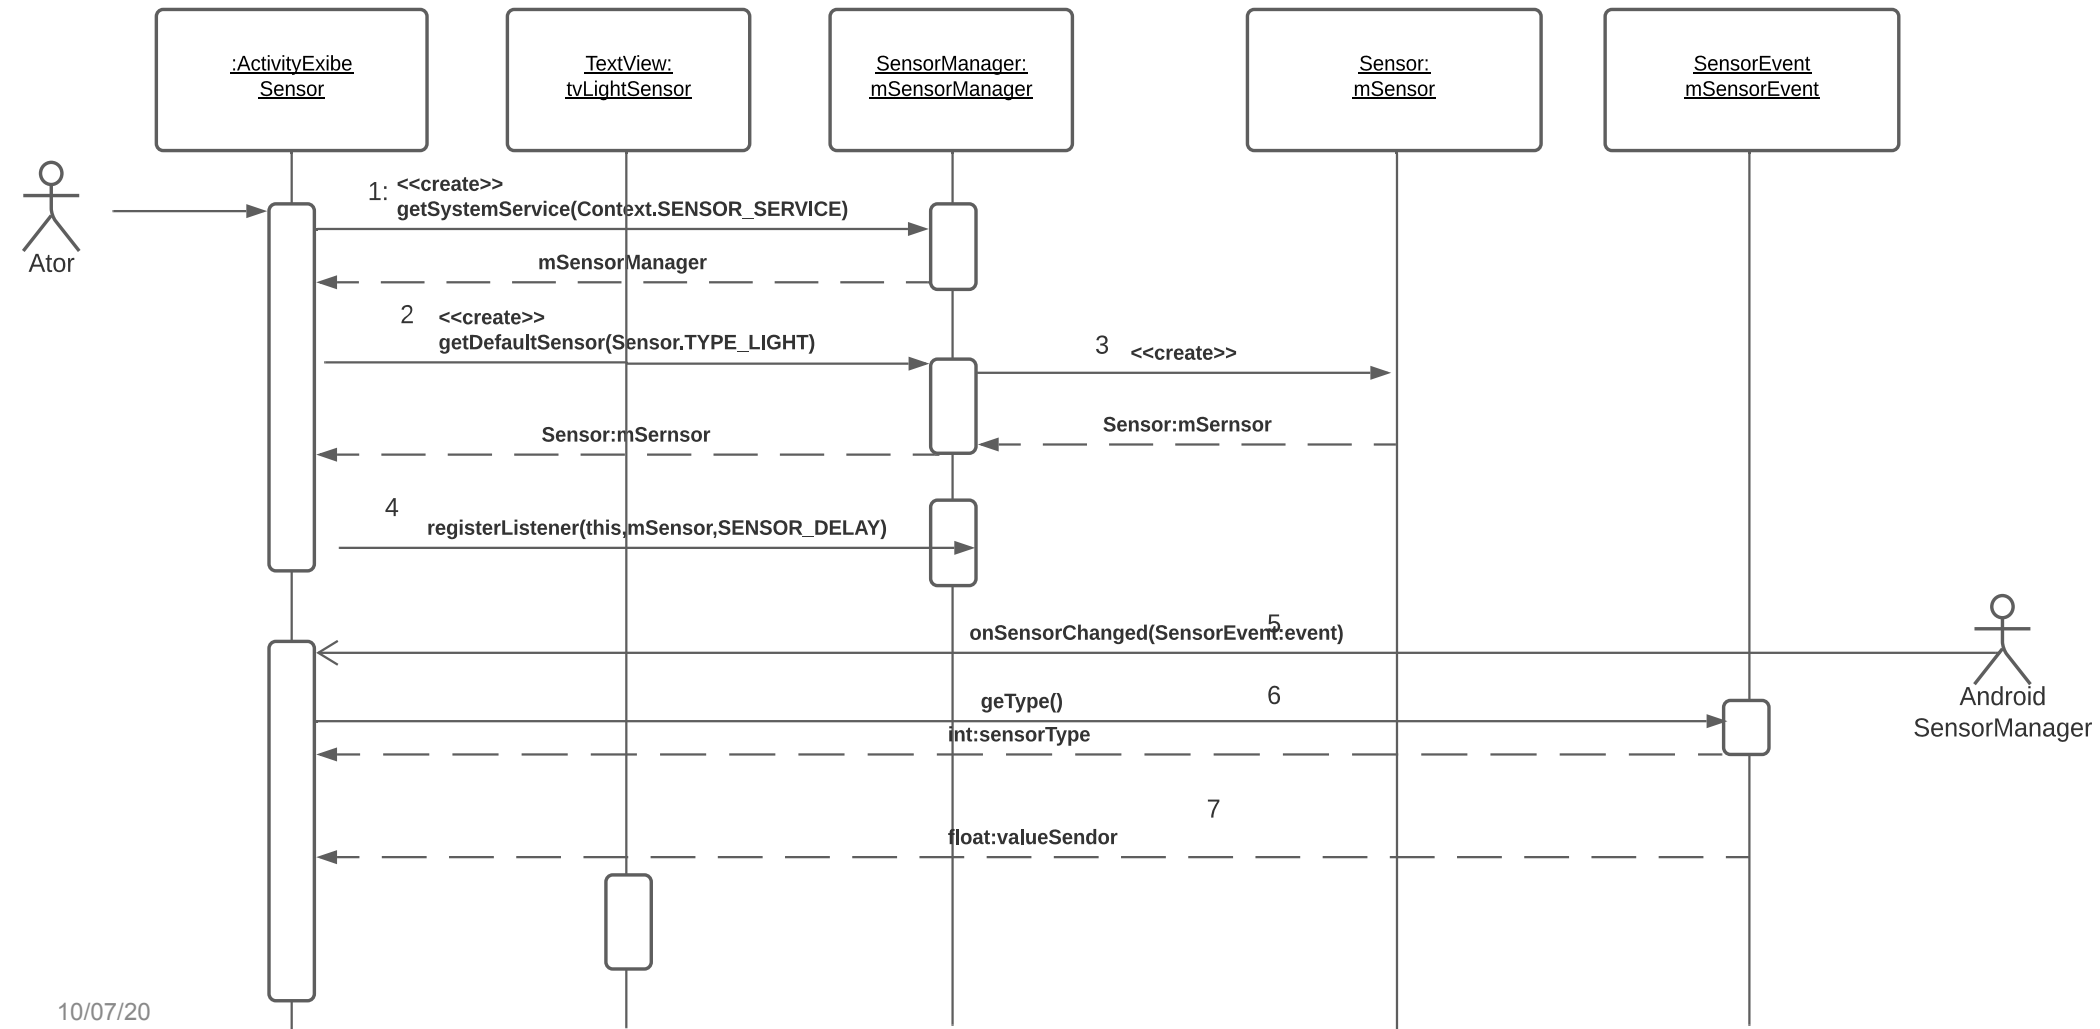 :ActivityExibe
Sensor
TextView:
tvLightSensor
SensorManager:
mSensorManager
Sensor:
mSensor
SensorEvent
mSensorEvent
Ator
1:
<<create>>
getSystemService(Context.SENSOR_SERVICE)
mSensorManager
2
<<create>>
getDefaultSensor(Sensor.TYPE_LIGHT)
3
<<create>>
Sensor:mSernsor
Sensor:mSernsor
4
registerListener(this,mSensor,SENSOR_DELAY)
5
onSensorChanged(SensorEvent:event)
Android
SensorManager
6
geType()
int:sensorType
7
float:valueSendor
10/07/20